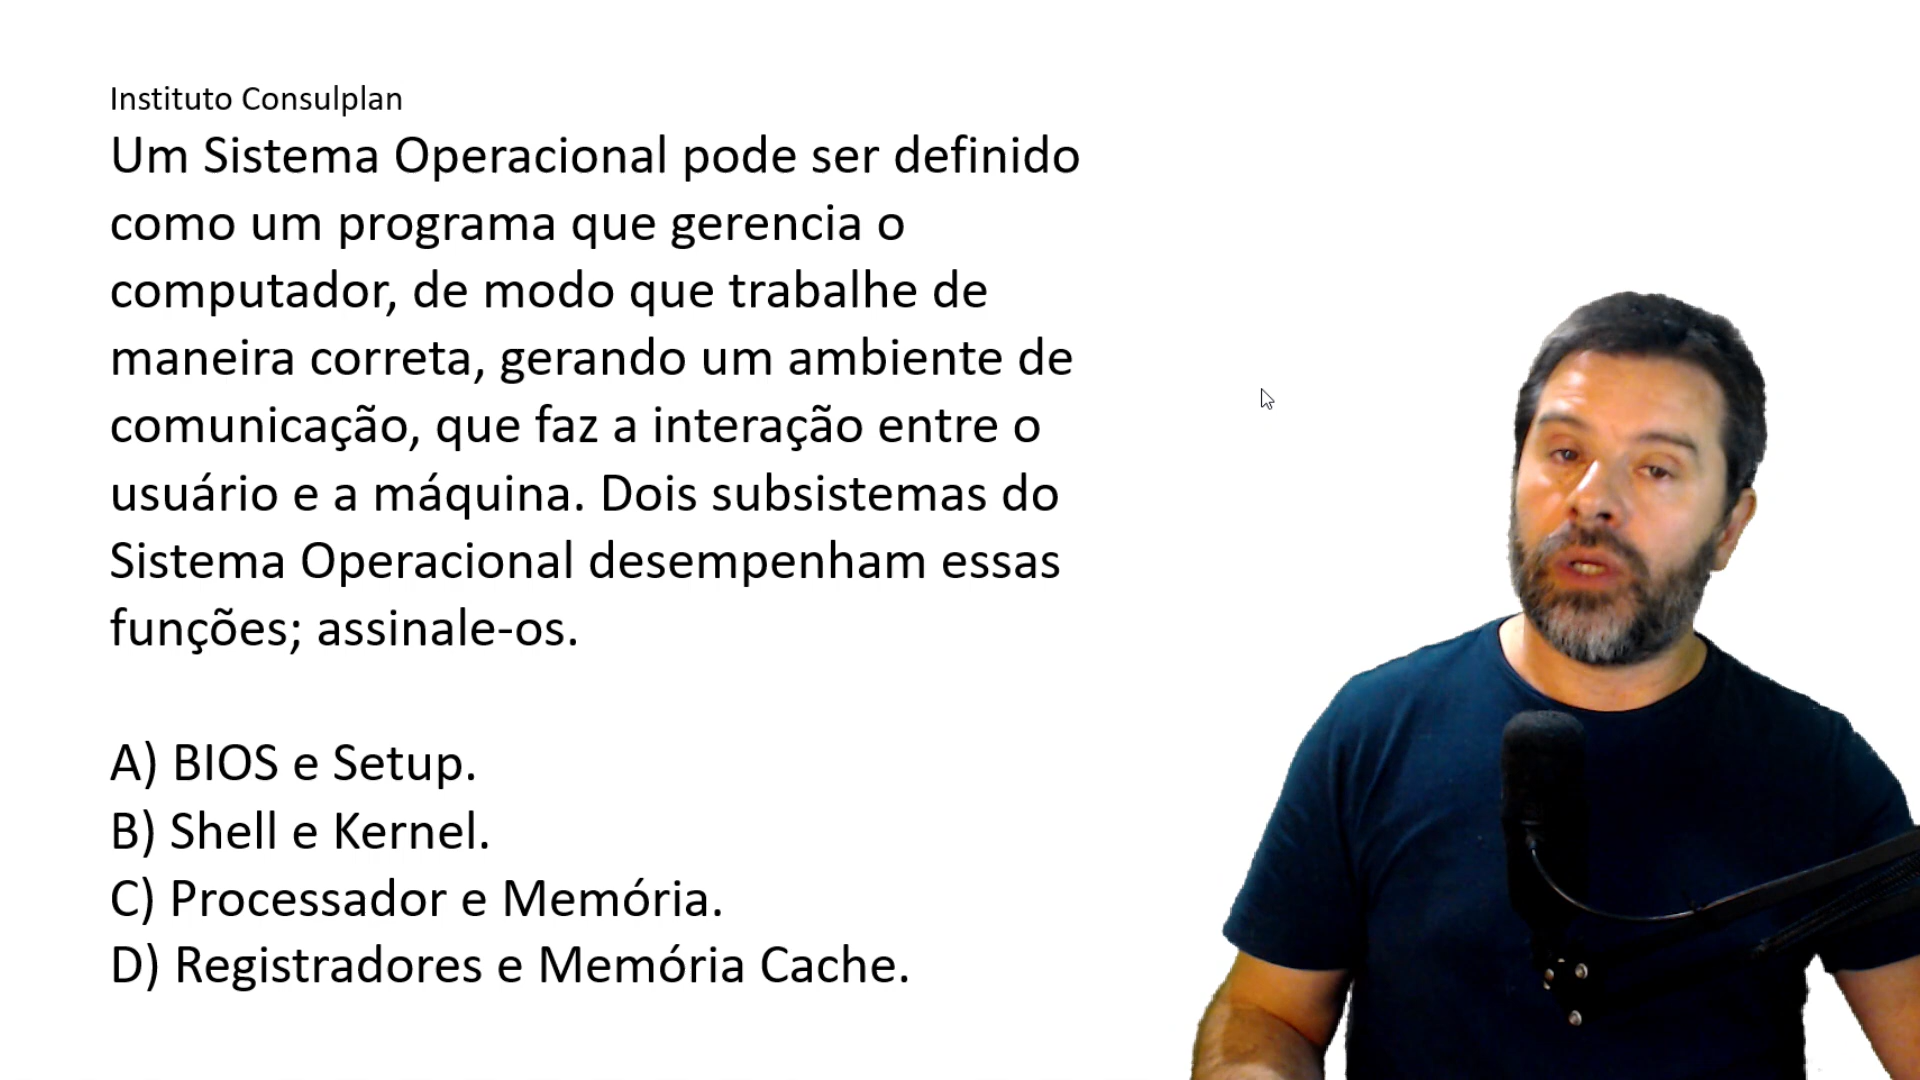 Instituto Consulplan
Um Sistema Operacional pode ser definido
como um programa que gerencia o
computador, de modo que trabalhe de
maneira correta, gerando um ambiente de
comunicação, que faz a interação entre o
usuário e a máquina. Dois subsistemas do
Sistema Operacional desempenham essas
funções; assinale-os.
A) BIOS e Setup.
B) Shell e Kernel.
C) Processador e Memória.
D) Registradores e Memória Cache.